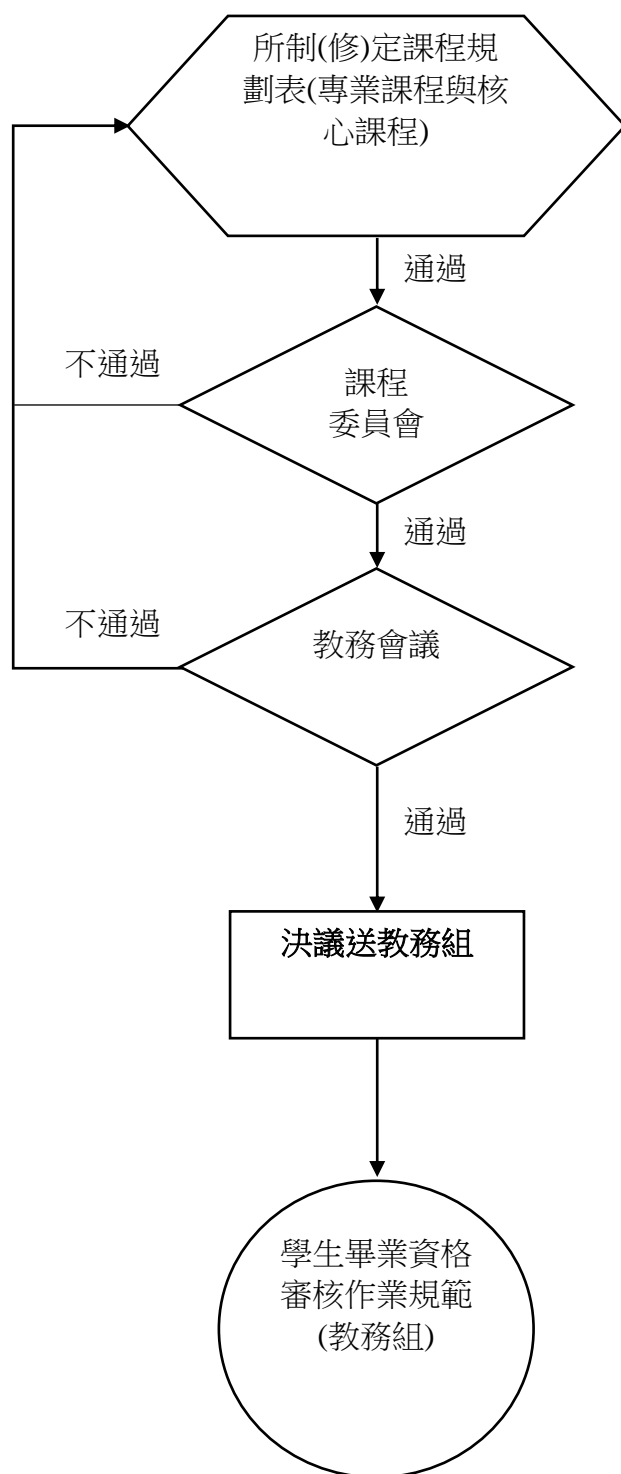 所制(修)定課程規
劃表(專業課程與核
心課程)
通過
不通過
課程
委員會
通過
不通過
教務會議
通過
決議送教務組
學生畢業資格
審核作業規範
(教務組)